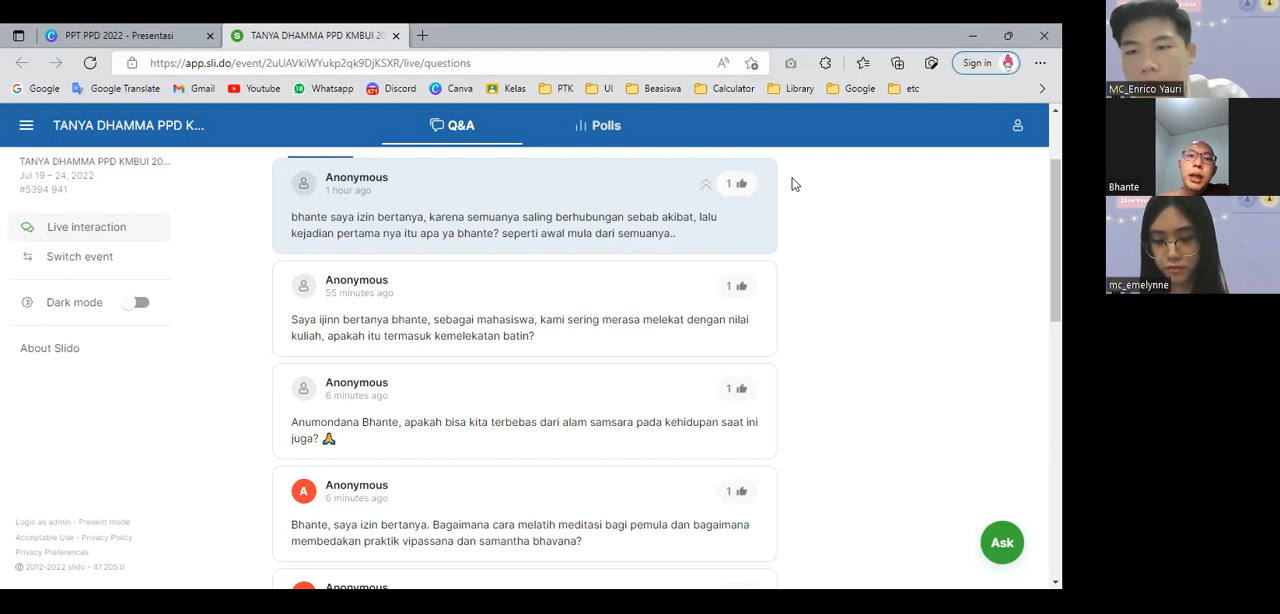 PPT PPD 2022 - Presentasi
TANYA DHAMMA PPD KMBUI 20
https://app.sli.do/event/2uUAVkiWYukp2qk9DjKSXR/live/questions
Sign in
Google
Google Translate
Gmail
Youtube
Whatsapp
Discord
Canva
Kelas
PTK
UI
Beasiswa
Calculator
Library
Google
etc
TANYA DHAMMA PPD K...
Q&A
Polls
TANYA DHAMMA PPD KMBUI 20...
Jul 19 – 24, 2022
#5394 941
Live interaction
Switch event
Dark mode
About Slido
Login as admin - Present mode
Acceptable Use - Privacy Policy
Privacy Preferences
© 2012-2022 slido - 47.205.0
Anonymous
1 hour ago
1
bhante saya izin bertanya, karena semuanya saling berhubungan sebab akibat, lalu
kejadian pertama nya itu apa ya bhante? seperti awal mula dari semuanya..
Anonymous
55 minutes ago
1
Saya ijinn bertanya bhante, sebagai mahasiswa, kami sering merasa melekat dengan nilai
kuliah, apakah itu termasuk kemelekatan batin?
Anonymous
6 minutes ago
1
Anumondana Bhante, apakah bisa kita terbebas dari alam samsara pada kehidupan saat ini
juga? 🙏
A
Anonymous
6 minutes ago
1
Bhante, saya izin bertanya. Bagaimana cara melatih meditasi bagi pemula dan bagaimana
membedakan praktik vipassana dan samantha bhavana?
Anonymous
Ask
MC_Enrico Yauri
Bhante
mc_emelynne